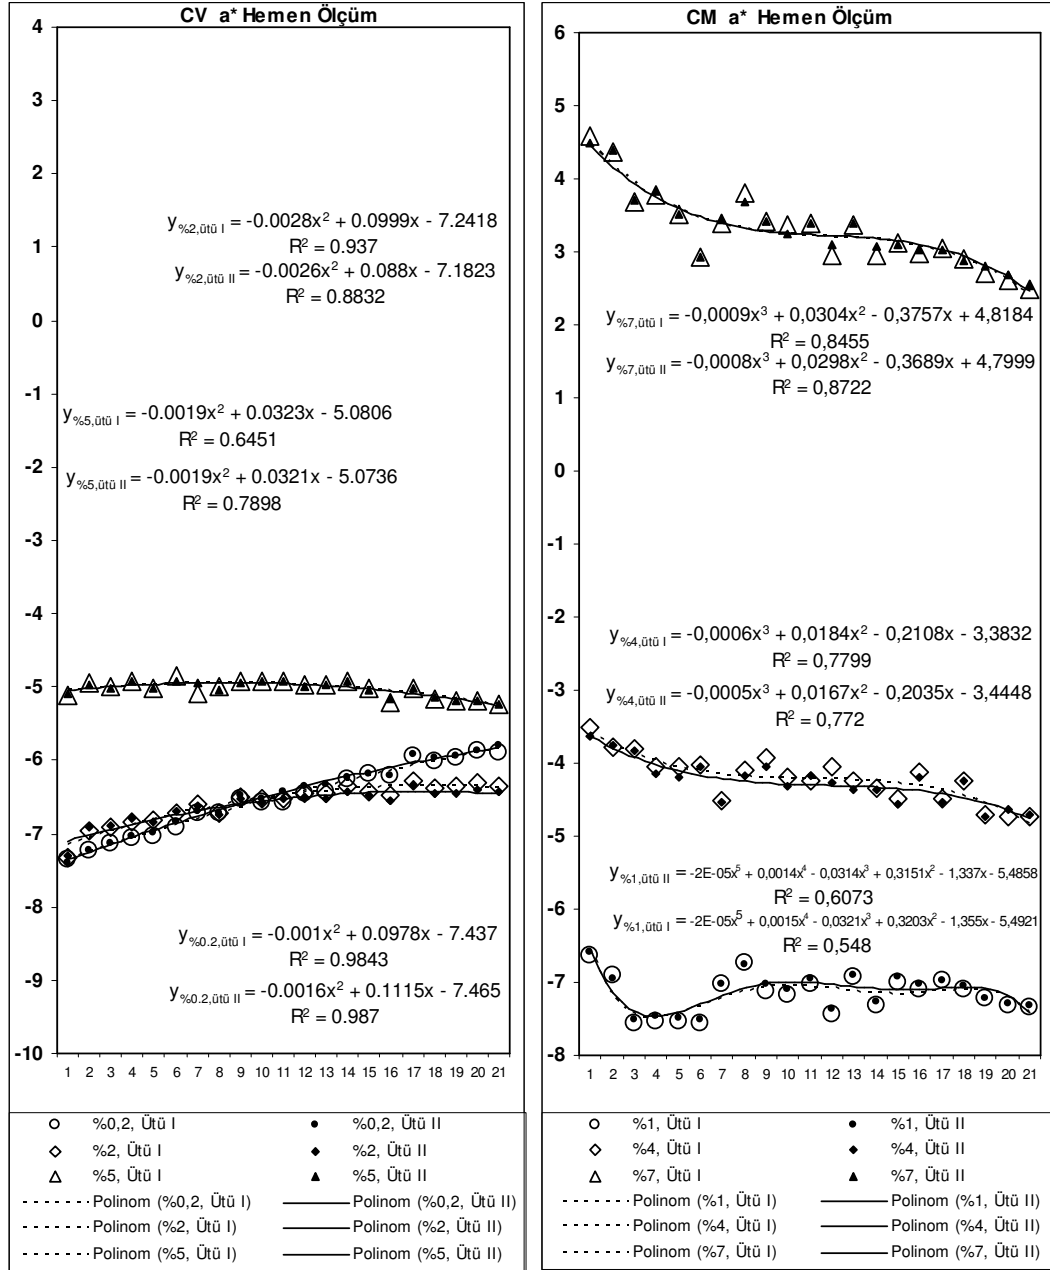 CV a* Hemen Ölçüm
4
3
2
1
0
-1
-2
-3
-4
-5
-6
-7
-8
-9
-10
y%2,ütü I = -0.0028x² + 0.0999x - 7.2418
R² = 0.937
y%2,ütü II = -0.0026x² + 0.088x - 7.1823
R² = 0.8832
y%5,ütü I = -0.0019x² + 0.0323x - 5.0806
R² = 0.6451
y%5,ütü II = -0.0019x² + 0.0321x - 5.0736
R² = 0.7898
y%0.2,ütü I = -0.001x² + 0.0978x - 7.437
R² = 0.9843
y%0.2,ütü II = -0.0016x² + 0.1115x - 7.465
R² = 0.987
1 2 3 4 5 6 7 8 9 10 11 12 13 14 15 16 17 18 19 20 21
%0,2, Ütü I %0,2, Ütü II
%2, Ütü I %2, Ütü II
%5, Ütü I %5, Ütü II
Polinom (%0,2, Ütü I) Polinom (%0,2, Ütü II)
Polinom (%2, Ütü I) Polinom (%2, Ütü II)
Polinom (%5, Ütü I) Polinom (%5, Ütü II)
CM a* Hemen Ölçüm
6
5
4
3
2
1
0
-1
-2
-3
-4
-5
-6
-7
-8
y%7,ütü I = -0,0009x³ + 0,0304x² - 0,3757x + 4,8184
R² = 0,8455
y%7,ütü II = -0,0008x³ + 0,0298x² - 0,3689x + 4,7999
R² = 0,8722
y%4,ütü I = -0,0006x³ + 0,0184x² - 0,2108x - 3,3832
R² = 0,7799
y%4,ütü II = -0,0005x³ + 0,0167x² - 0,2035x - 3,4448
R² = 0,772
y%1,ütü II = -2E-05x⁵ + 0,0014x⁴ - 0,0314x³ + 0,3151x² - 1,337x - 5,4858
R² = 0,6073
y%1,ütü I = -2E-05x⁵ + 0,0015x⁴ - 0,0321x³ + 0,3203x² - 1,355x - 5,4921
R² = 0,548
1 2 3 4 5 6 7 8 9 10 11 12 13 14 15 16 17 18 19 20 21
%1, Ütü I %1, Ütü II
%4, Ütü I %4, Ütü II
%7, Ütü I %7, Ütü II
Polinom (%1, Ütü I) Polinom (%1, Ütü II)
Polinom (%4, Ütü I) Polinom (%4, Ütü II)
Polinom (%7, Ütü I) Polinom (%7, Ütü II)